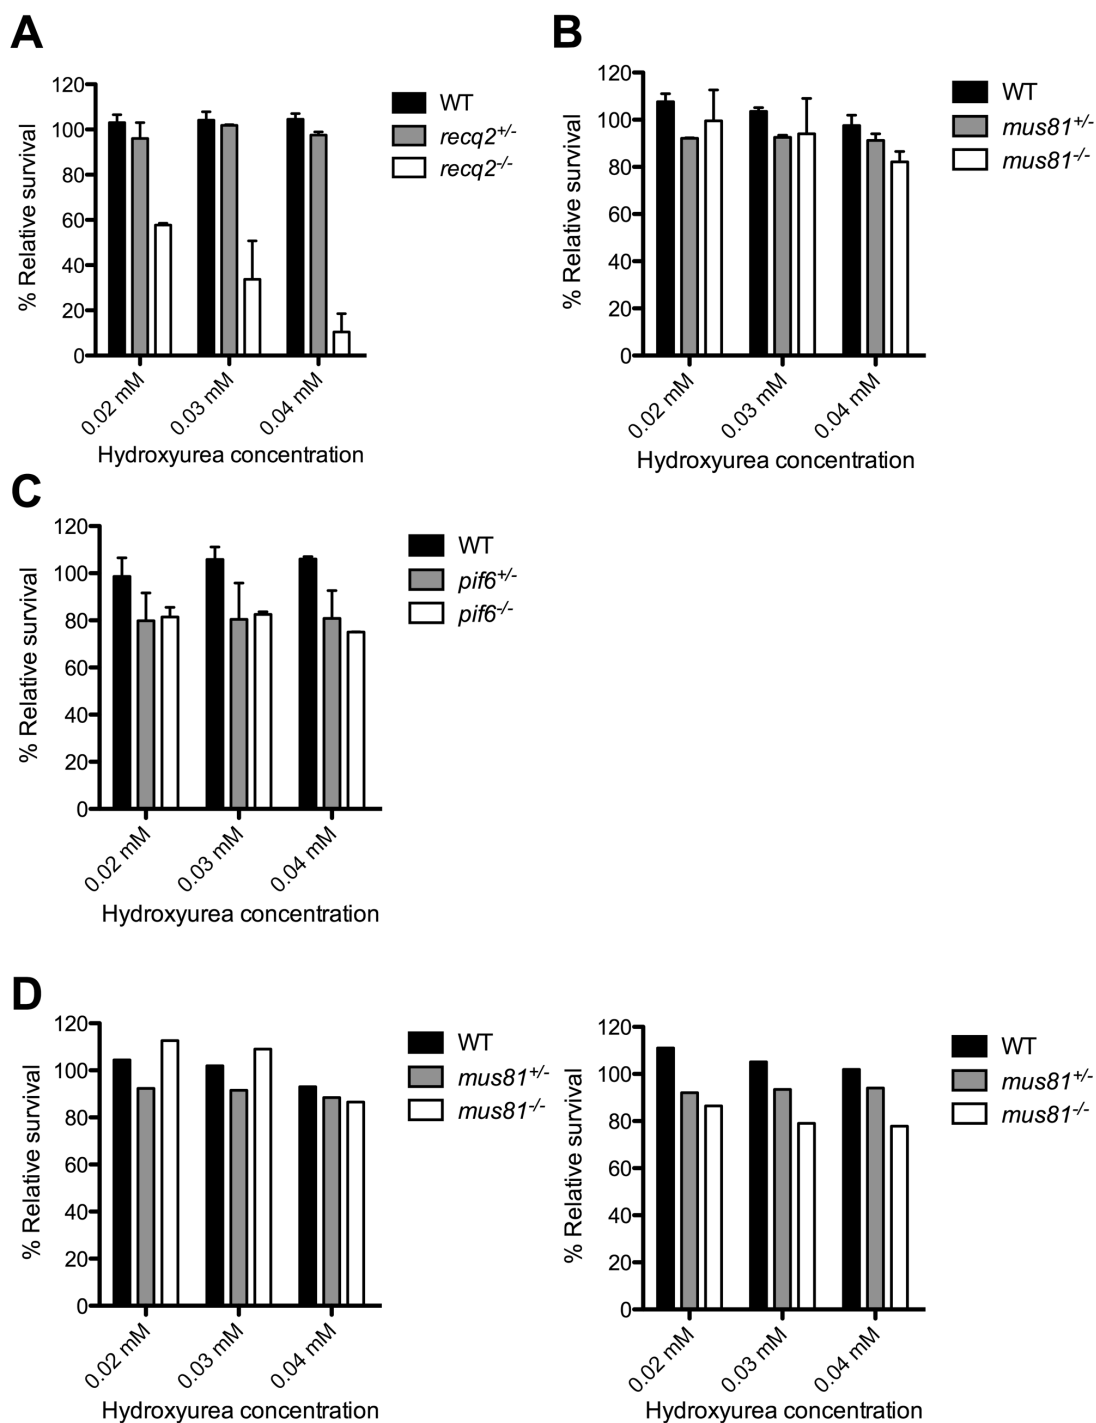 A
% Relative survival
120
100
80
60
40
20
0
0.02 mM
0.03 mM
0.04 mM
Hydroxyurea concentration
WT
recq2+/-
recq2-/-
B
% Relative survival
120
100
80
60
40
20
0
0.02 mM
0.03 mM
0.04 mM
Hydroxyurea concentration
WT
mus81+/-
mus81-/-
C
% Relative survival
120
100
80
60
40
20
0
0.02 mM
0.03 mM
0.04 mM
Hydroxyurea concentration
WT
pif6+/-
pif6-/-
D
% Relative survival
120
100
80
60
40
20
0
0.02 mM
0.03 mM
0.04 mM
Hydroxyurea concentration
WT
mus81+/-
mus81-/-
% Relative survival
120
100
80
60
40
20
0
0.02 mM
0.03 mM
0.04 mM
Hydroxyurea concentration
WT
mus81+/-
mus81-/-